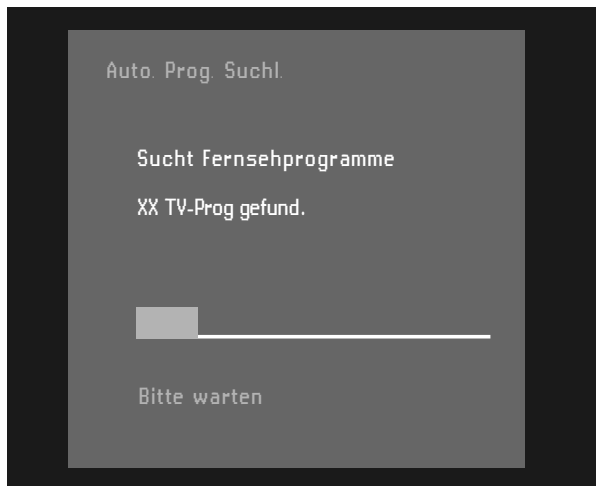 Auto. Prog. Suchl.
Sucht Fernsehprogramme
XX TV-Prog gefund.
Bitte warten